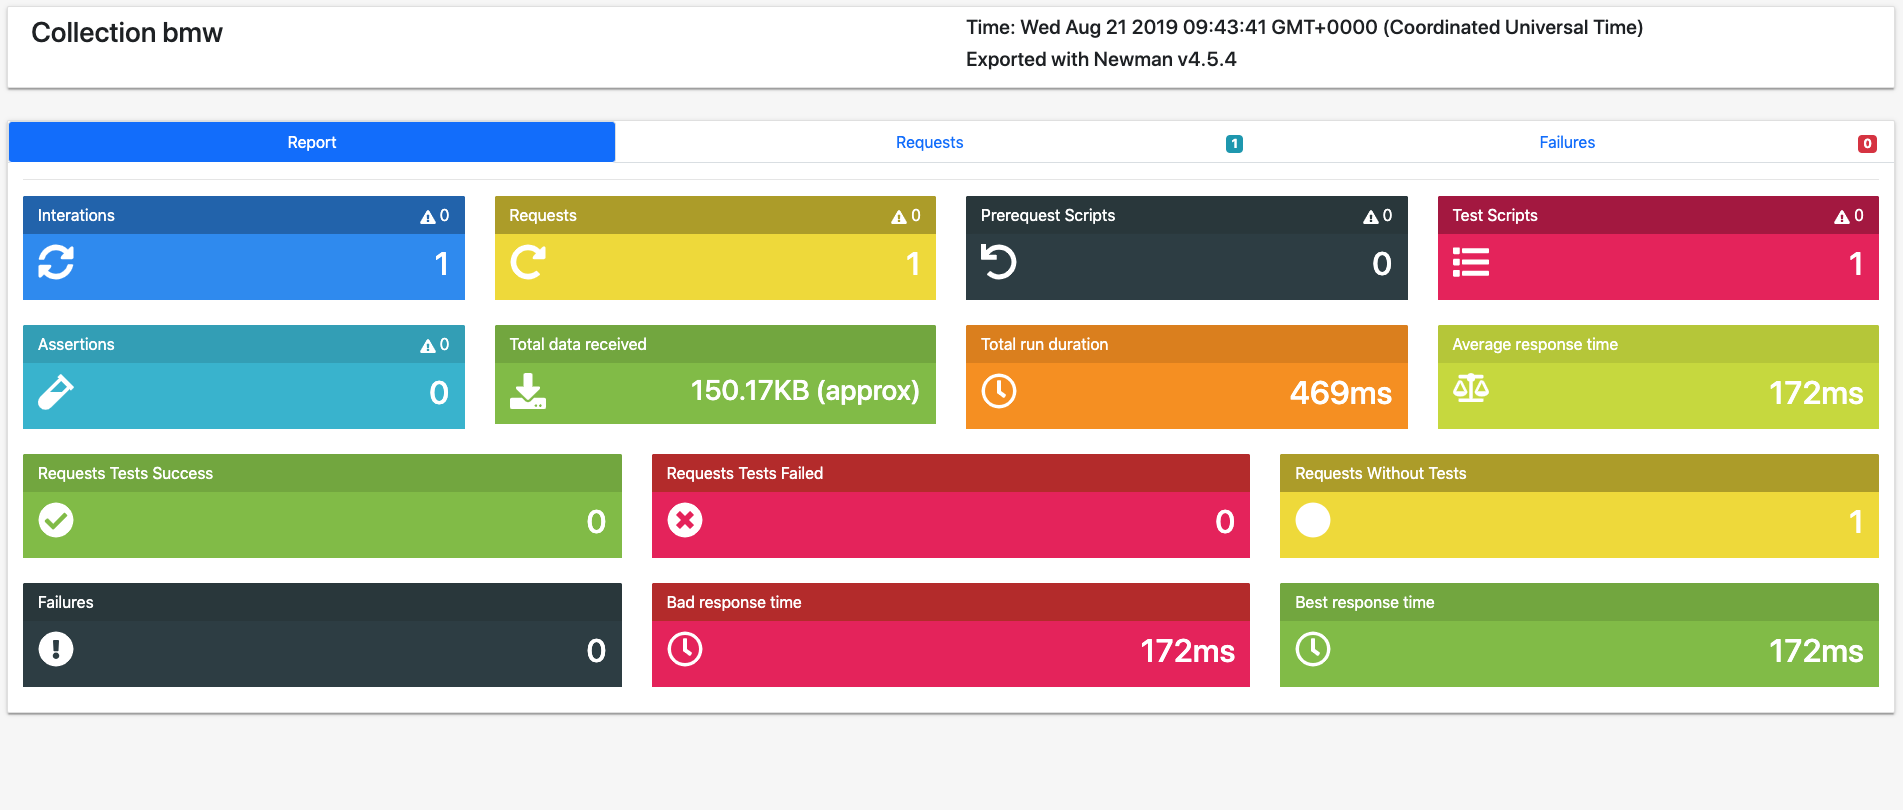 Collection bmw
Time: Wed Aug 21 2019 09:43:41 GMT+0000 (Coordinated Universal Time)
Exported with Newman v4.5.4
Report
Requests 1
Failures 0
Interations 0
1
Requests 0
1
Prerequest Scripts 0
0
Test Scripts 0
1
Assertions 0
0
Total data received
150.17KB (approx)
Total run duration
469ms
Average response time
172ms
Requests Tests Success
0
Requests Tests Failed
0
Requests Without Tests
1
Failures
0
Bad response time
172ms
Best response time
172ms